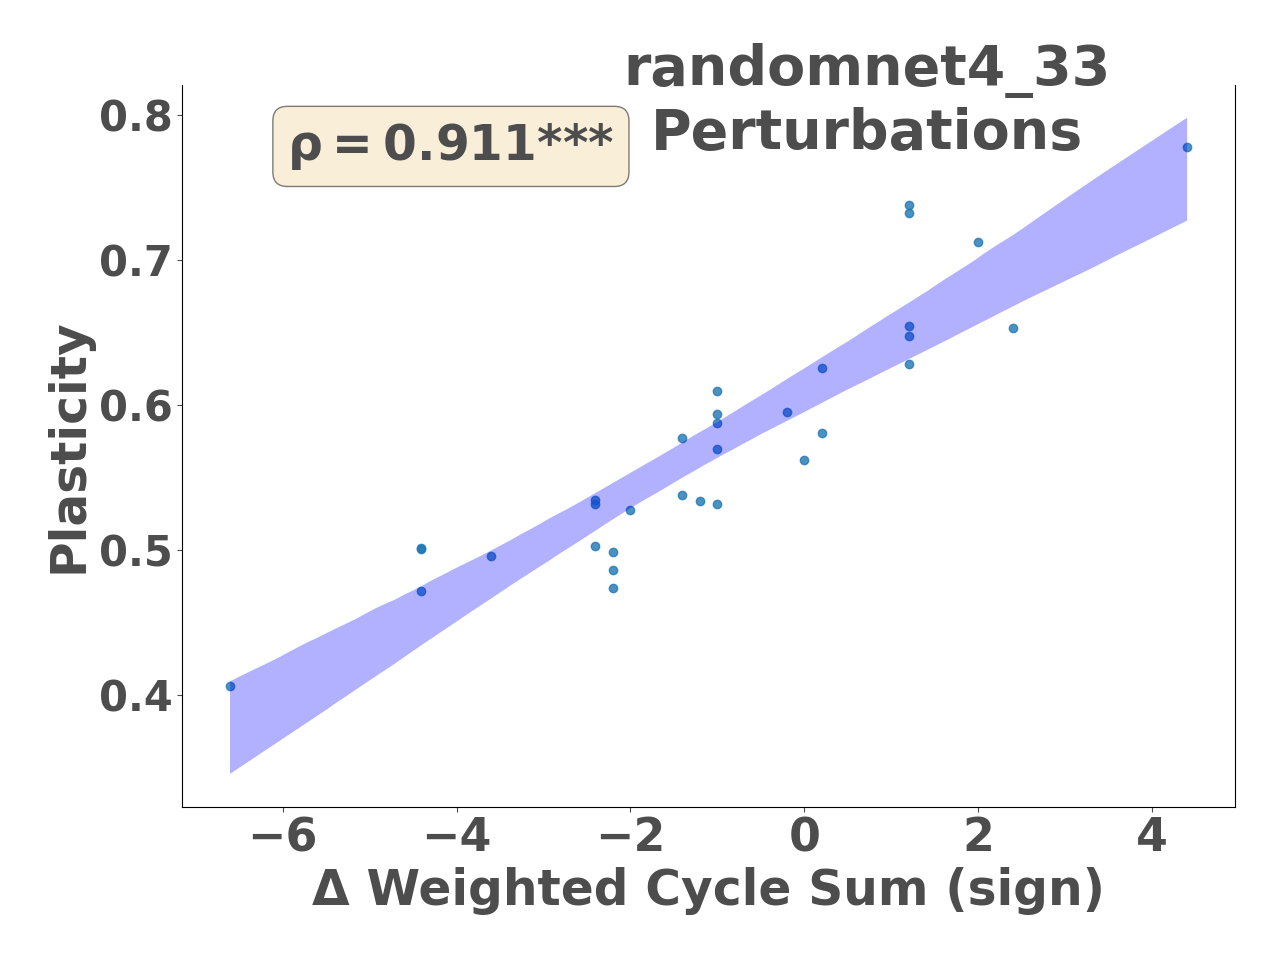 randomnet4_33
Perturbations
ρ = 0.911***
0.8
0.7
0.6
0.5
0.4
Plasticity
−6 −4 −2 0 2 4
Δ Weighted Cycle Sum (sign)